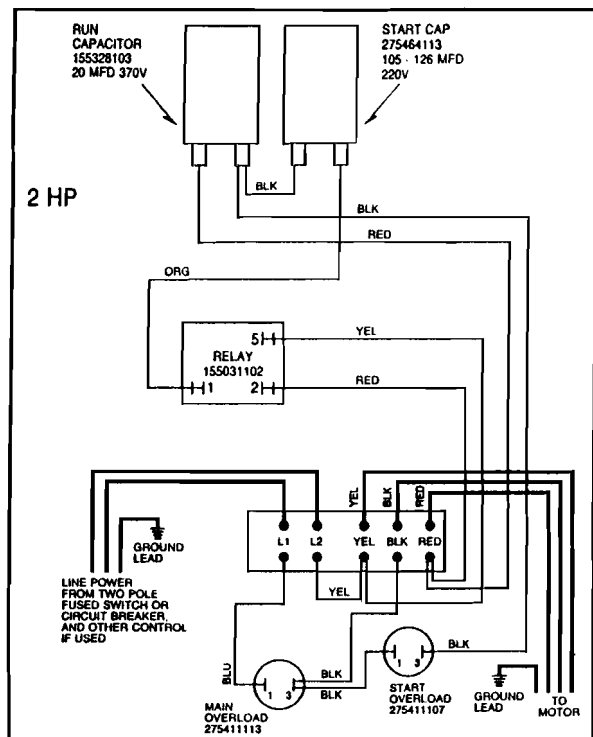 RUN
CAPACITOR
155328103
20 MFD 370V
START CAP
275464113
105 - 126 MFD
220V
BLK
2 HP
BLK
RED
ORG
5
YEL
RELAY
155031102
1
2
RED
YEL
BLK
RED
L1
L2
YEL
BLK
RED
GROUND
LEAD
LINE POWER
FROM TWO POLE
FUSED SWITCH OR
CIRCUIT BREAKER,
AND OTHER CONTROL
IF USED
YEL
BLU
BLK
BLK
1
3
1
3
BLK
MAIN
OVERLOAD
275411113
START
OVERLOAD
275411107
GROUND
LEAD
TO
MOTOR